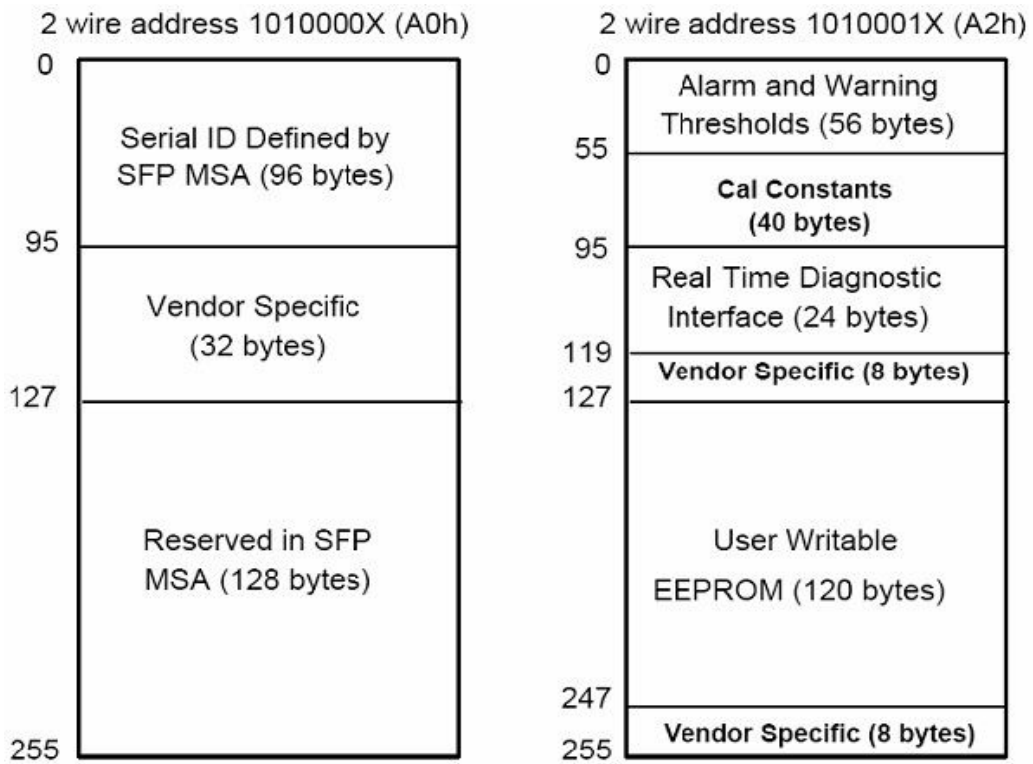 2 wire address 1010000X (A0h)
0
Serial ID Defined by
SFP MSA (96 bytes)
95
Vendor Specific
(32 bytes)
127
Reserved in SFP
MSA (128 bytes)
255
2 wire address 1010001X (A2h)
0
Alarm and Warning
Thresholds (56 bytes)
55
Cal Constants
(40 bytes)
95
Real Time Diagnostic
Interface (24 bytes)
119
Vendor Specific (8 bytes)
127
User Writable
EEPROM (120 bytes)
247
Vendor Specific (8 bytes)
255